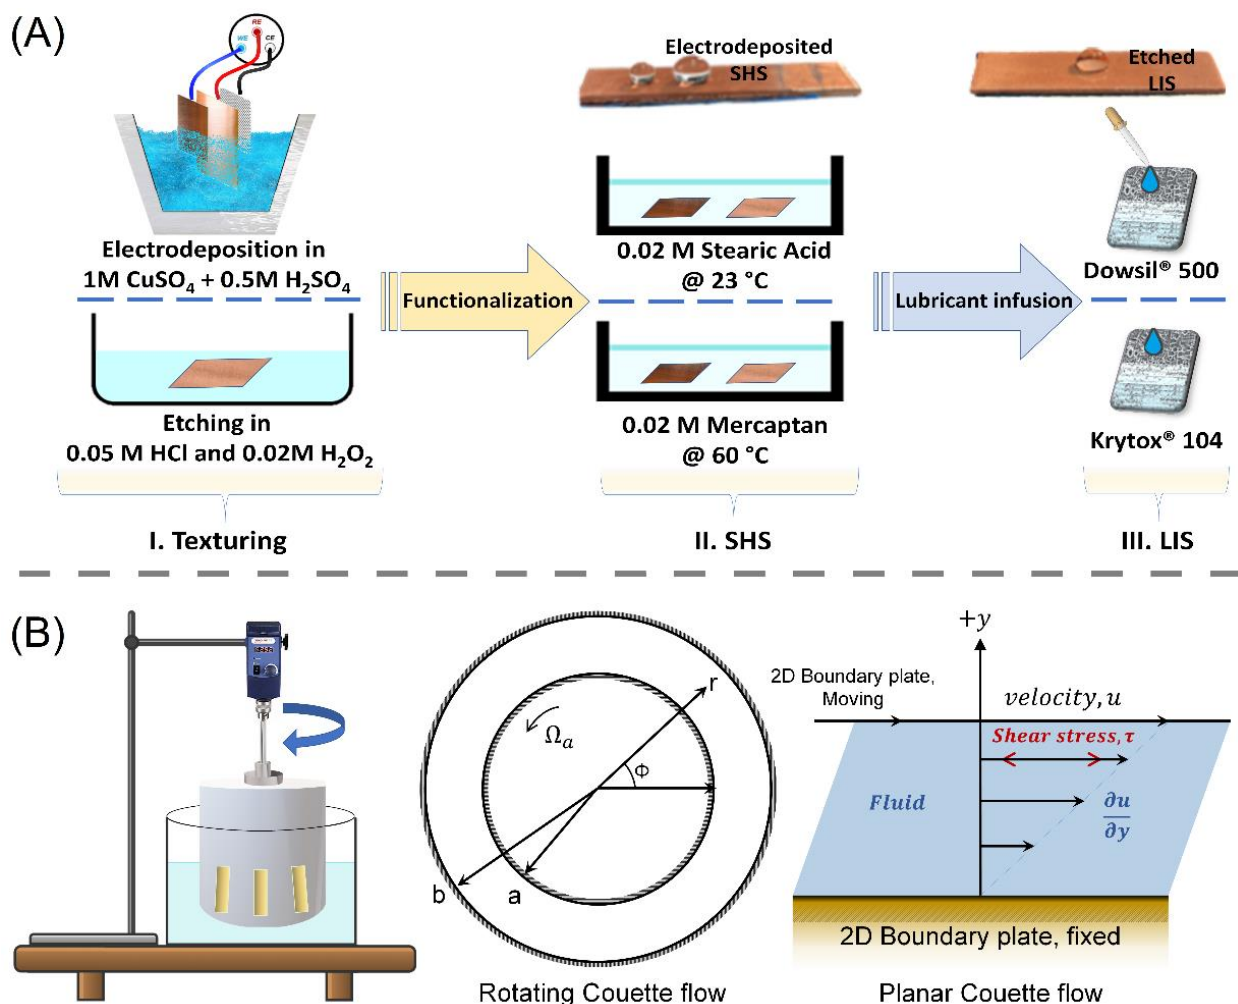 (A)
WE
RE
CE
Electrodeposition in
1M CuSO₄ + 0.5M H₂SO₄
Etching in
0.05 M HCl and 0.02M H₂O₂
I. Texturing
Functionalization
Electrodeposited
SHS
0.02 M Stearic Acid
@ 23 °C
0.02 M Mercaptan
@ 60 °C
II. SHS
Lubricant infusion
Etched
LIS
Dowsil® 500
Krytox® 104
III. LIS
(B)
Ωₐ
r
Φ
b
a
Rotating Couette flow
+y
2D Boundary plate,
Moving
velocity, u
Shear stress, τ
Fluid
∂u
∂y
2D Boundary plate, fixed
Planar Couette flow